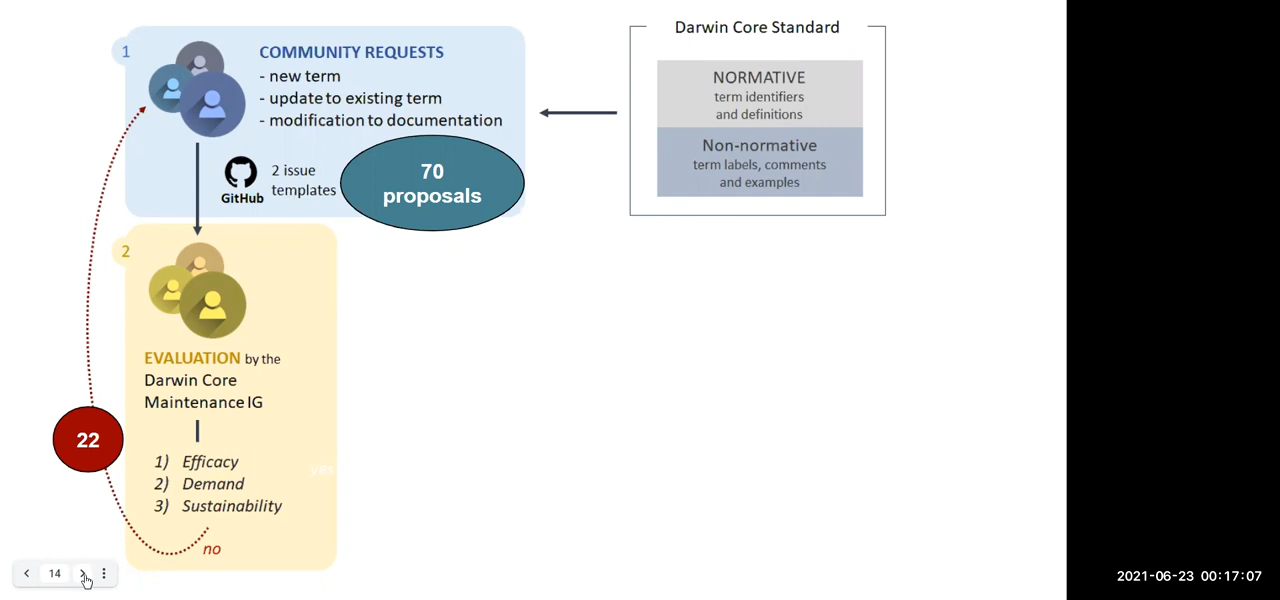 1
COMMUNITY REQUESTS
- new term
- update to existing term
- modification to documentation
GitHub
2 issue
templates
70
proposals
Darwin Core Standard
NORMATIVE
term identifiers
and definitions
Non-normative
term labels, comments
and examples
2
EVALUATION by the
Darwin Core
Maintenance IG
22
1) Efficacy
2) Demand
3) Sustainability
yes
no
14
2021-06-23 00:17:07